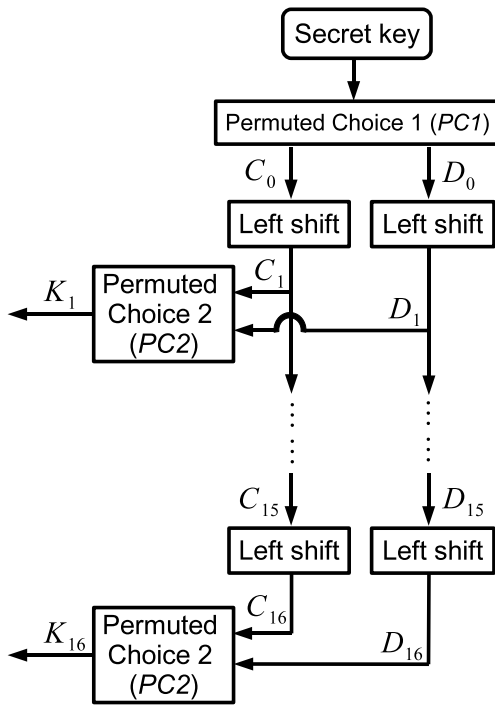 Secret key
Permuted Choice 1 (PC1)
C₀ D₀
Left shift Left shift
C₁
K₁ Permuted
Choice 2
(PC2)
D₁
C₁₅ D₁₅
Left shift Left shift
C₁₆
K₁₆ Permuted
Choice 2
(PC2)
D₁₆